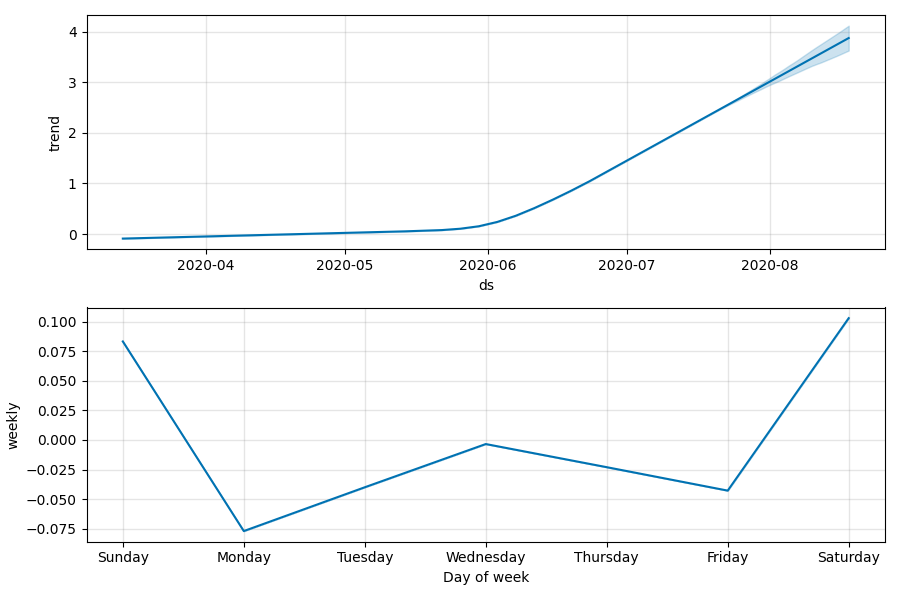 4
3
2
1
0
trend
2020-04 2020-05 2020-06 2020-07 2020-08
ds
0.100
0.075
0.050
0.025
0.000
−0.025
−0.050
−0.075
weekly
Sunday Monday Tuesday Wednesday Thursday Friday Saturday
Day of week